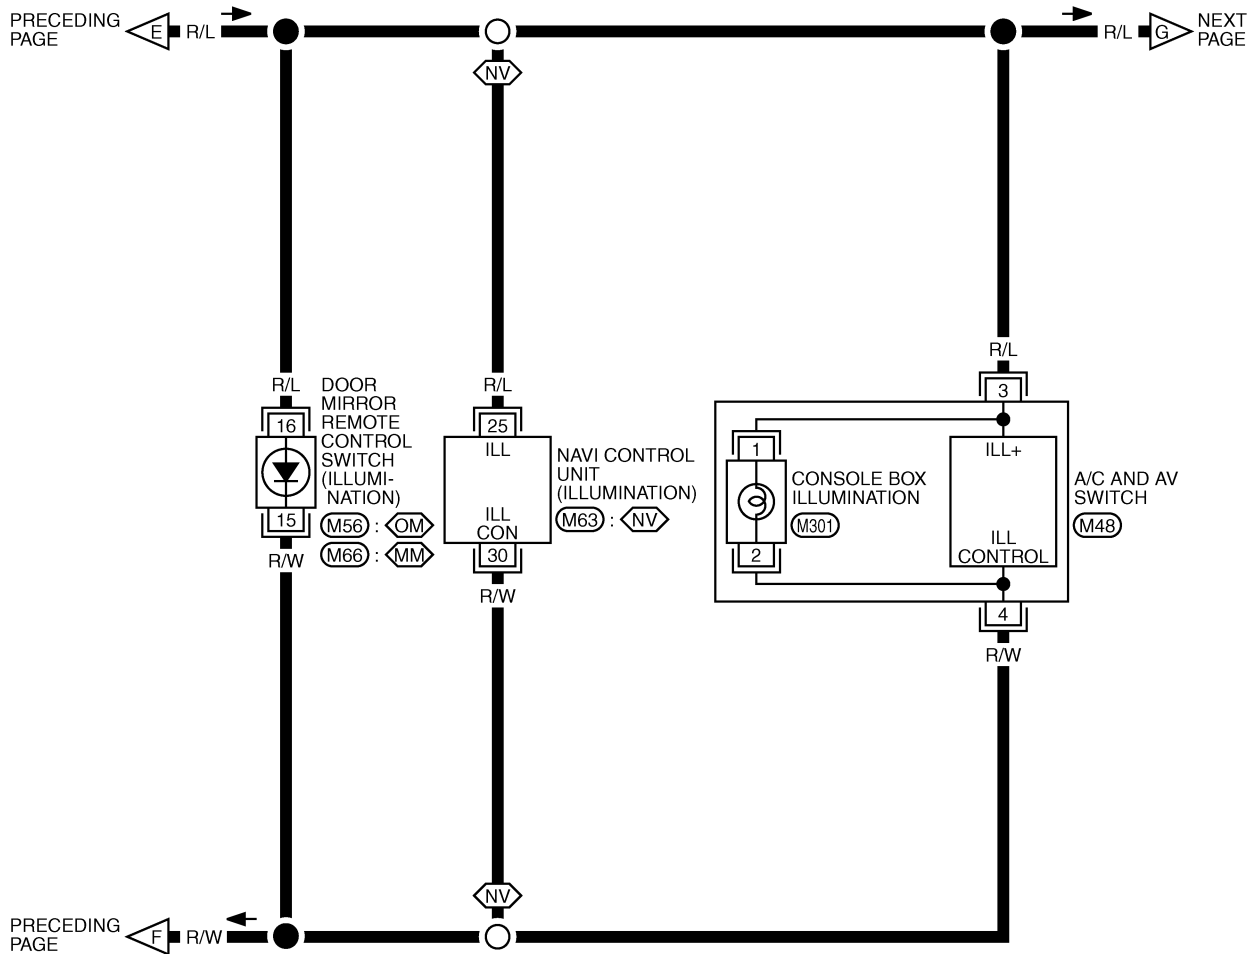 PRECEDING
PAGE
E
R/L
R/L
G
NEXT
PAGE
NV
R/L
3
R/L
16
DOOR
MIRROR
REMOTE
CONTROL
SWITCH
(ILLUMI-
NATION)
M56 : OM
M66 : MM
15
R/W
R/L
25
ILL
ILL
CON
30
R/W
NAVI CONTROL
UNIT
(ILLUMINATION)
M63 : NV
1
2
CONSOLE BOX
ILLUMINATION
M301
ILL+
ILL
CONTROL
A/C AND AV
SWITCH
M48
4
R/W
NV
PRECEDING
PAGE
F
R/W